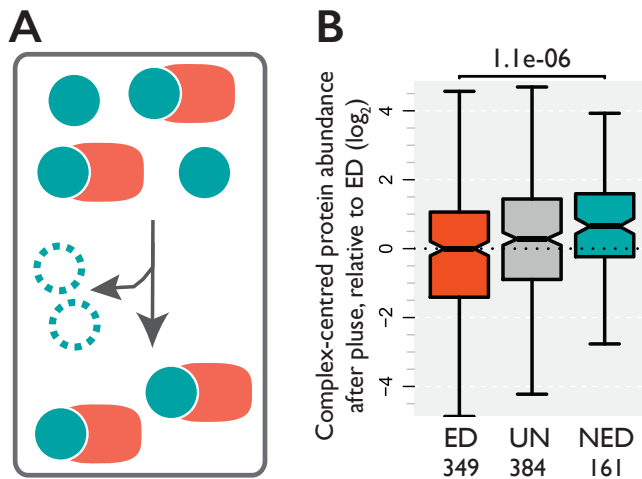 A
B
1.1e-06
Complex-centred protein abundance
after pluse, relative to ED (log₂)
4
2
0
−2
−4
ED UN NED
349 384 161